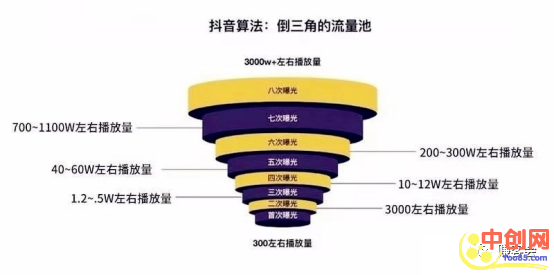 抖音算法：倒三角的流量池
3000w+左右播放量
八次曝光
七次曝光
700~1100W左右播放量
六次曝光
200~300W左右播放量
五次曝光
40~60W左右播放量
四次曝光
10~12W左右播放量
三次曝光
1.2~.5W左右播放量
二次曝光
3000左右播放量
首次曝光
300左右播放量
中创网